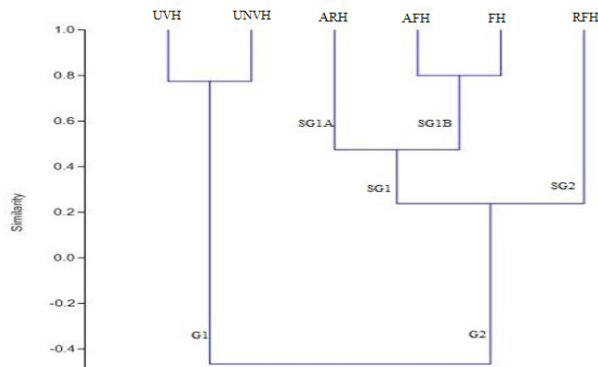 UVH UNVH ARH AFH FH RFH
1.0
0.8
0.6
SG1A SG1B
0.4
SG1 SG2
0.2
Similarity
0.0
-0.2
G1 G2
-0.4